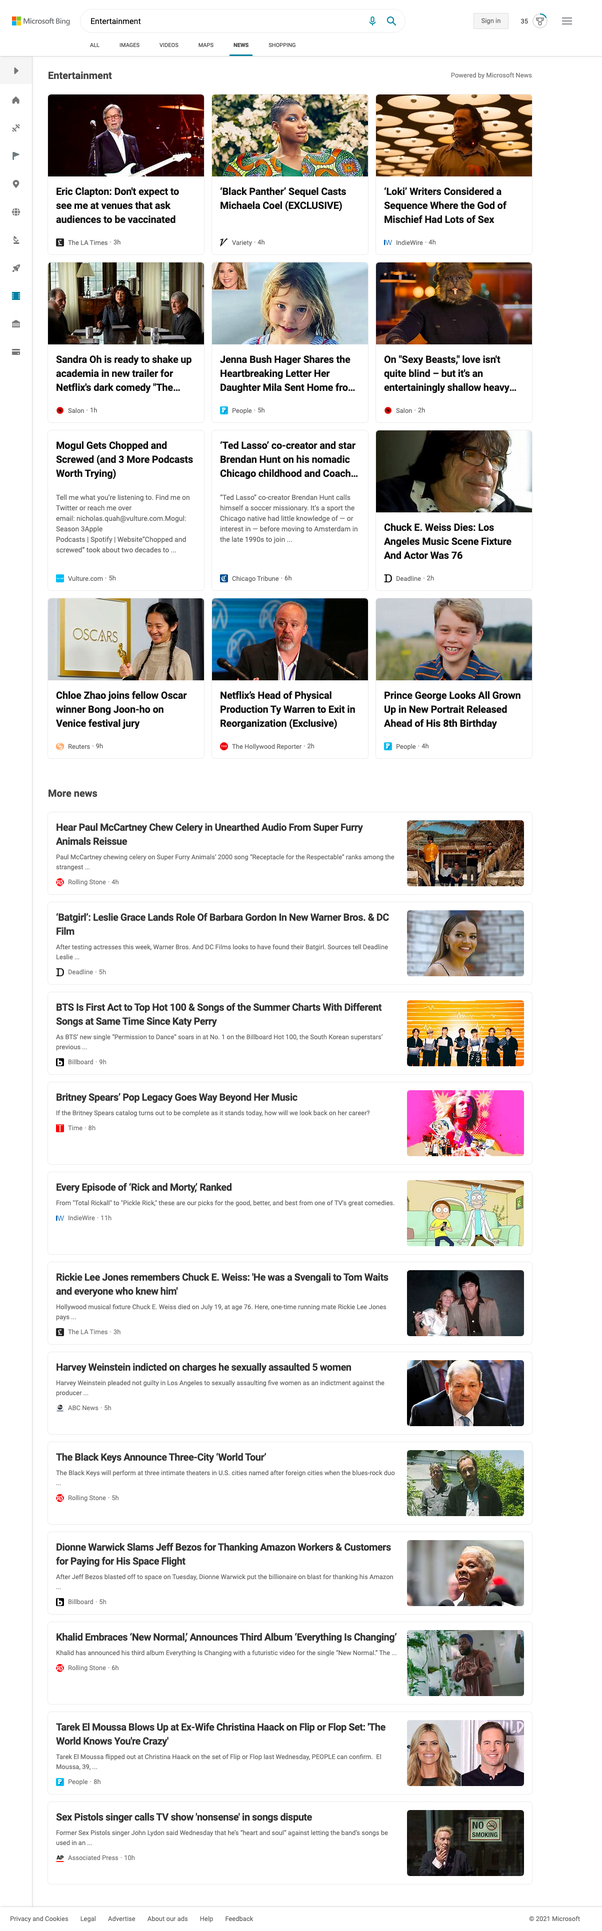 Microsoft Bing
Entertainment
Sign in
35
ALL
IMAGES
VIDEOS
MAPS
NEWS
SHOPPING
Entertainment
Powered by Microsoft News
Eric Clapton: Don't expect to
see me at venues that ask
audiences to be vaccinated
The LA Times · 3h
'Black Panther' Sequel Casts
Michaela Coel (EXCLUSIVE)
Variety · 4h
'Loki' Writers Considered a
Sequence Where the God of
Mischief Had Lots of Sex
IndieWire · 4h
Sandra Oh is ready to shake up
academia in new trailer for
Netflix's dark comedy "The...
Salon · 1h
Jenna Bush Hager Shares the
Heartbreaking Letter Her
Daughter Mila Sent Home fro...
People · 5h
On "Sexy Beasts," love isn't
quite blind – but it's an
entertainingly shallow heavy...
Salon · 2h
Mogul Gets Chopped and
Screwed (and 3 More Podcasts
Worth Trying)
Tell me what you're listening to. Find me on
Twitter or reach me over
email: nicholas.quah@vulture.com.Mogul:
Season 3Apple
Podcasts | Spotify | Website"Chopped and
screwed" took about two decades to ...
Vulture.com · 5h
'Ted Lasso' co-creator and star
Brendan Hunt on his nomadic
Chicago childhood and Coach...
"Ted Lasso" co-creator Brendan Hunt calls
himself a soccer missionary. It's a sport the
Chicago native had little knowledge of — or
interest in — before moving to Amsterdam in
the late 1990s to join ...
Chicago Tribune · 6h
Chuck E. Weiss Dies: Los
Angeles Music Scene Fixture
And Actor Was 76
Deadline · 2h
OSCARS
Chloe Zhao joins fellow Oscar
winner Bong Joon-ho on
Venice festival jury
Reuters · 9h
Netflix's Head of Physical
Production Ty Warren to Exit in
Reorganization (Exclusive)
The Hollywood Reporter · 2h
Prince George Looks All Grown
Up in New Portrait Released
Ahead of His 8th Birthday
People · 4h
More news
Hear Paul McCartney Chew Celery in Unearthed Audio From Super Furry
Animals Reissue
Paul McCartney chewing celery on Super Furry Animals' 2000 song "Receptacle for the Respectable" ranks among the
strangest ...
Rolling Stone · 4h
'Batgirl': Leslie Grace Lands Role Of Barbara Gordon In New Warner Bros. & DC
Film
After testing actresses this week, Warner Bros. And DC Films looks to have found their Batgirl. Sources tell Deadline
Leslie ...
Deadline · 5h
BTS Is First Act to Top Hot 100 & Songs of the Summer Charts With Different
Songs at Same Time Since Katy Perry
As BTS' new single "Permission to Dance" soars in at No. 1 on the Billboard Hot 100, the South Korean superstars'
previous ...
Billboard · 9h
Britney Spears' Pop Legacy Goes Way Beyond Her Music
If the Britney Spears catalog turns out to be complete as it stands today, how will we look back on her career?
Time · 8h
Every Episode of 'Rick and Morty,' Ranked
From "Total Rickall" to "Pickle Rick," these are our picks for the good, better, and best from one of TV's great comedies.
IndieWire · 11h
Rickie Lee Jones remembers Chuck E. Weiss: 'He was a Svengali to Tom Waits
and everyone who knew him'
Hollywood musical fixture Chuck E. Weiss died on July 19, at age 76. Here, one-time running mate Rickie Lee Jones
pays ...
The LA Times · 3h
Harvey Weinstein indicted on charges he sexually assaulted 5 women
Harvey Weinstein pleaded not guilty in Los Angeles to sexually assaulting five women as an indictment against the
producer ...
ABC News · 5h
The Black Keys Announce Three-City 'World Tour'
The Black Keys will perform at three intimate theaters in U.S. cities named after foreign cities when the blues-rock duo
...
Rolling Stone · 5h
Dionne Warwick Slams Jeff Bezos for Thanking Amazon Workers & Customers
for Paying for His Space Flight
After Jeff Bezos blasted off to space on Tuesday, Dionne Warwick put the billionaire on blast for thanking his Amazon
...
Billboard · 5h
Khalid Embraces 'New Normal,' Announces Third Album 'Everything Is Changing'
Khalid has announced his third album Everything Is Changing with a futuristic video for the single "New Normal." The ...
Rolling Stone · 6h
Tarek El Moussa Blows Up at Ex-Wife Christina Haack on Flip or Flop Set: 'The
World Knows You're Crazy'
Tarek El Moussa flipped out at Christina Haack on the set of Flip or Flop last Wednesday, PEOPLE can confirm. El
Moussa, 39, ...
People · 8h
Sex Pistols singer calls TV show 'nonsense' in songs dispute
Former Sex Pistols singer John Lydon said Wednesday that he's "heart and soul" against letting the band's songs be
used in an ...
AP Associated Press · 10h
NO
SMOKING
Privacy and Cookies
Legal
Advertise
About our ads
Help
Feedback
© 2021 Microsoft